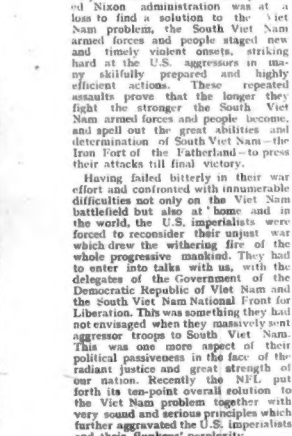 ed Nixon administration was at a
loss to find a solution to the Viet
Nam problem, the South Viet Nam
armed forces and people staged new
and timely violent onsets, striking
hard at the U.S. aggressors in ma-
ny skilfully prepared and highly
efficient actions. These repeated
assaults prove that the longer they
fight the stronger the South Viet
Nam armed forces and people become,
and spell out the great abilities and
determination of South Viet Nam—the
Iron Fort of the Fatherland—to press
their attacks till final victory.
Having failed bitterly in their war
effort and confronted with innumerable
difficulties not only on the Viet Nam
battlefield but also at home and in
the world, the U.S. imperialists were
forced to reconsider their unjust war
which drew the withering fire of the
whole progressive mankind. They had
to enter into talks with us, with the
delegates of the Government of the
Democratic Republic of Viet Nam and
the South Viet Nam National Front for
Liberation. This was something they had
not envisaged when they massively sent
aggressor troops to South Viet Nam.
This was one more aspect of their
political passiveness in the face of the
radiant justice and great strength of
our nation. Recently the NFL put
forth its ten-point overall solution to
the Viet Nam problem together with
very sound and serious principles which
further aggravated the U.S. imperialists
and their